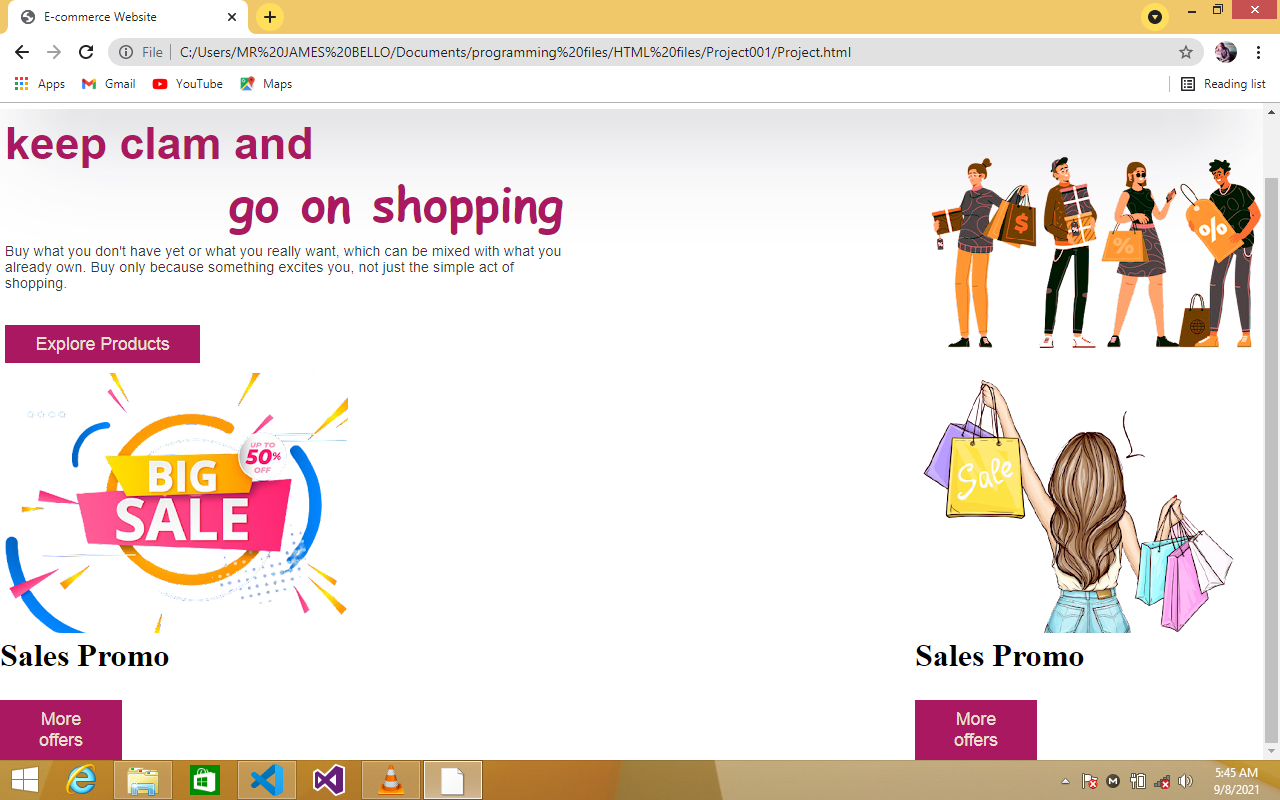 E-commerce Website
File
C:/Users/MR%20JAMES%20BELLO/Documents/programming%20files/HTML%20files/Project001/Project.html
Apps
Gmail
YouTube
Maps
Reading list
keep clam and
go on shopping
Buy what you don't have yet or what you really want, which can be mixed with what you
already own. Buy only because something excites you, not just the simple act of
shopping.
Explore Products
$
%
%
UP TO
50%
OFF
BIG
SALE
Sale
Sales Promo
Sales Promo
More
offers
More
offers
5:45 AM
9/8/2021